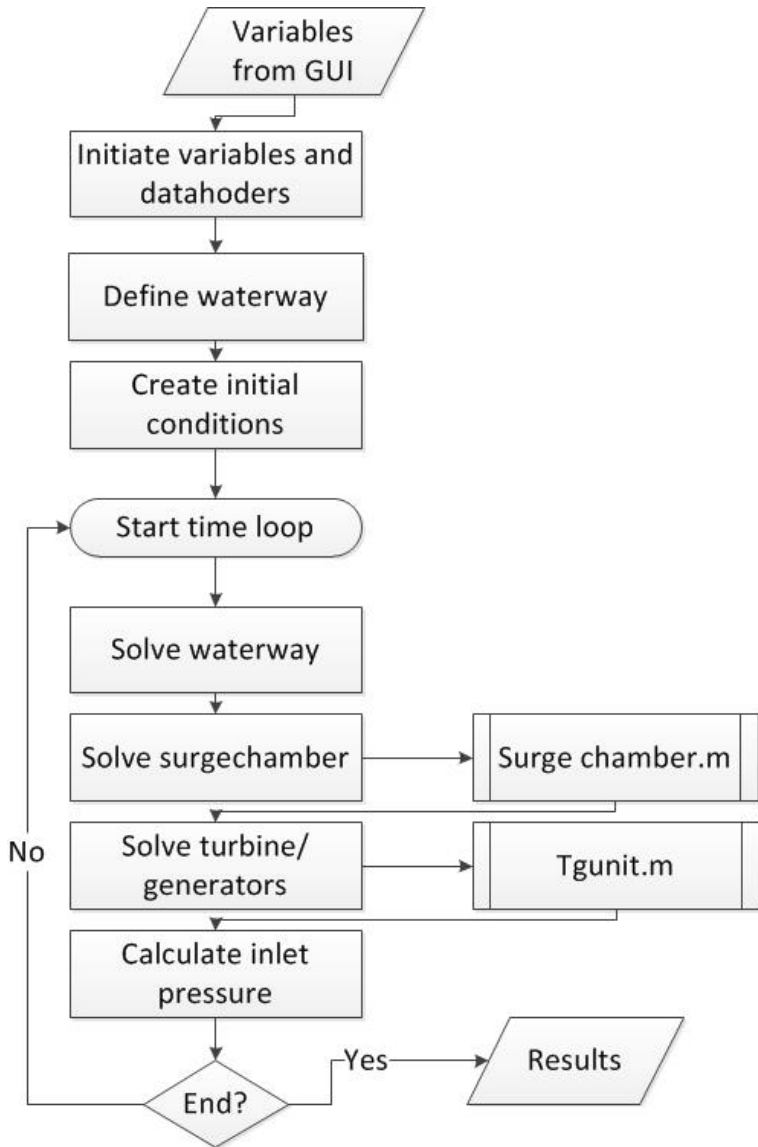 Variables
from GUI
Initiate variables and
datahoders
Define waterway
Create initial
conditions
Start time loop
Solve waterway
Solve surgechamber
Surge chamber.m
Solve turbine/
generators
Tgunit.m
No
Calculate inlet
pressure
End?
Yes
Results